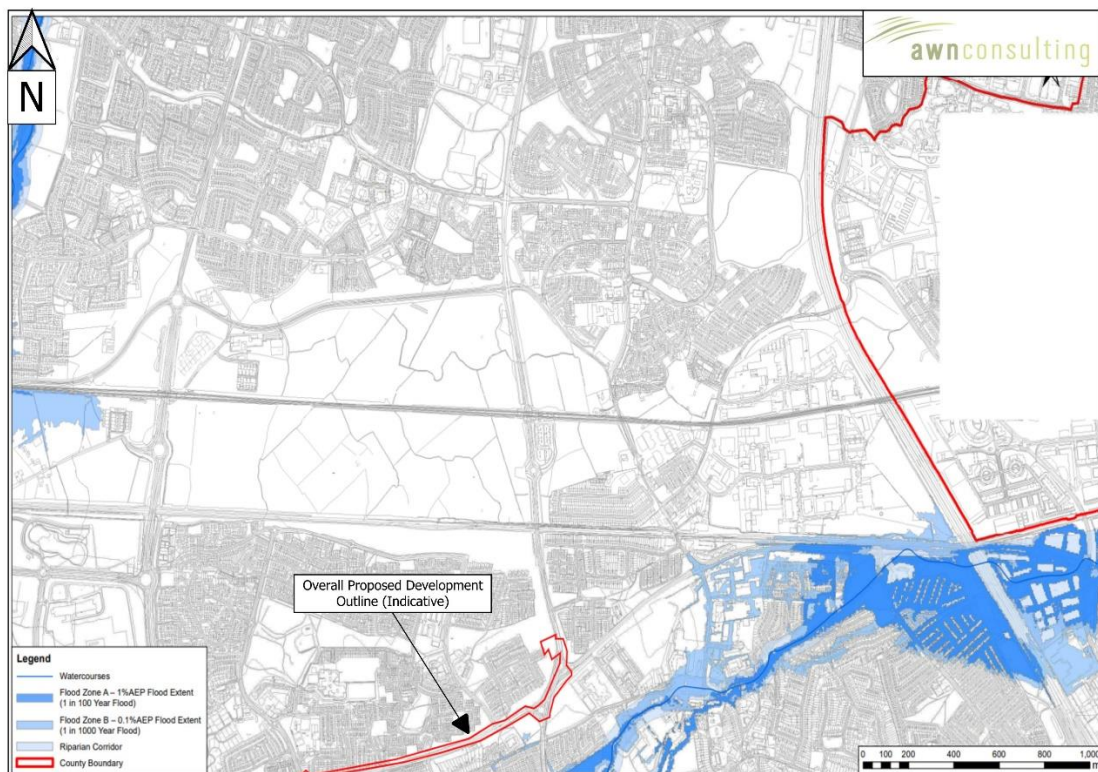 awnconsulting
N
Overall Proposed Development
Outline (Indicative)
Legend
Watercourses
Flood Zone A – 1%AEP Flood Extent
(1 in 100 Year Flood)
Flood Zone B – 0.1%AEP Flood Extent
(1 in 1000 Year Flood)
Riparian Corridor
County Boundary
0 100 200 400 600 800 1,000
m